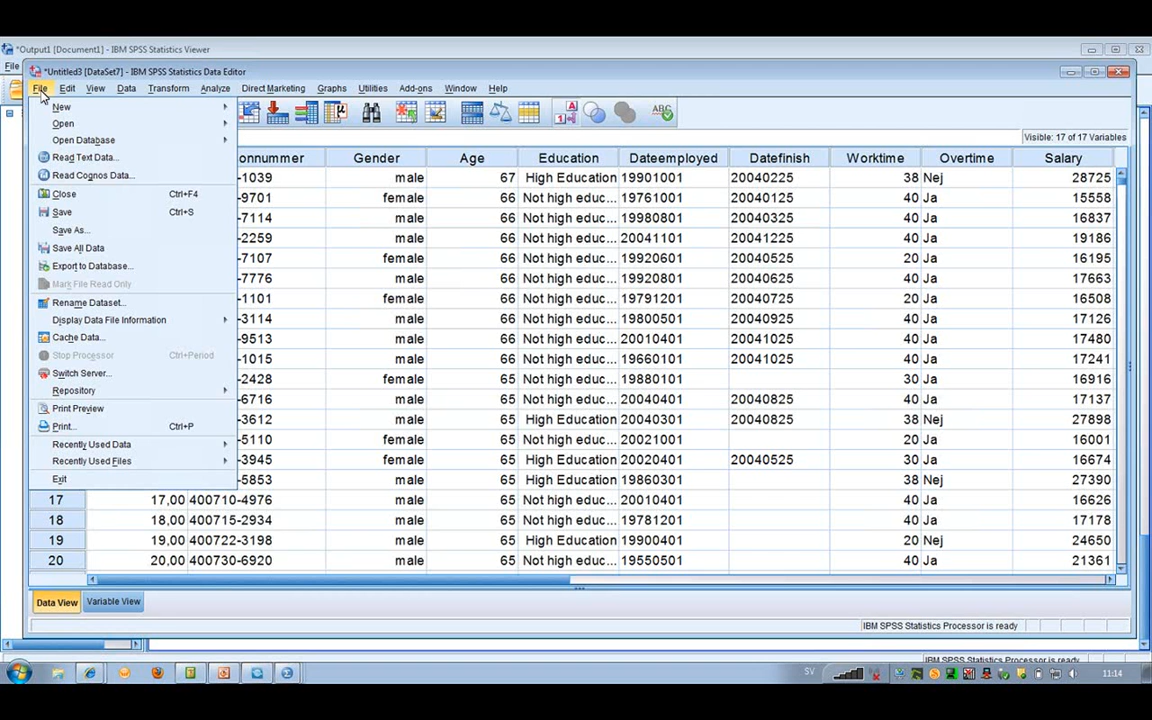 *Output1 [Document1] - IBM SPSS Statistics Viewer
File
*Untitled3 [DataSet7] - IBM SPSS Statistics Data Editor
File Edit View Data Transform Analyze Direct Marketing Graphs Utilities Add-ons Window Help
Visible: 17 of 17 Variables
New
Open
Open Database
Read Text Data...
Read Cognos Data...
Close Ctrl+F4
Save Ctrl+S
Save As...
Save All Data
Export to Database...
Mark File Read Only
Rename Dataset...
Display Data File Information
Cache Data...
Stop Processor Ctrl+Period
Switch Server...
Repository
Print Preview
Print... Ctrl+P
Recently Used Data
Recently Used Files
Exit
onnummer Gender Age Education Dateemployed Datefinish Worktime Overtime Salary
-1039 male 67 High Education 19901001 20040225 38 Nej 28725
-9701 female 66 Not high educ... 19761001 20040125 40 Ja 15558
-7114 male 66 Not high educ... 19980801 20040325 40 Ja 16837
-2259 male 66 Not high educ... 20041101 20041225 40 Ja 19186
-7107 female 66 Not high educ... 19920601 20040525 20 Ja 16195
-7776 male 66 Not high educ... 19920801 20040625 40 Ja 17663
-1101 female 66 Not high educ... 19791201 20040725 20 Ja 16508
-3114 male 66 Not high educ... 19800501 20040925 40 Ja 17126
-9513 male 66 Not high educ... 20010401 20041025 40 Ja 17480
-1015 male 66 Not high educ... 19660101 20041025 40 Ja 17241
-2428 female 65 Not high educ... 19880101 30 Ja 16916
-6716 male 65 Not high educ... 20040401 20040825 40 Ja 17137
-3612 male 65 High Education 20040301 20040825 38 Nej 27898
-5110 female 65 Not high educ... 20021001 20 Ja 16001
-3945 female 65 High Education 20020401 20040525 30 Ja 16674
-5853 male 65 High Education 19860301 38 Nej 27390
17 17,00 400710-4976 male 65 Not high educ... 20010401 40 Ja 16626
18 18,00 400715-2934 male 65 Not high educ... 19781201 40 Ja 17178
19 19,00 400722-3198 male 65 High Education 19900401 20 Nej 24650
20 20,00 400730-6920 male 65 Not high educ... 19550501 40 Ja 21361
Data View Variable View
IBM SPSS Statistics Processor is ready
IBM SPSS Statistics Processor is ready
SV 11:14